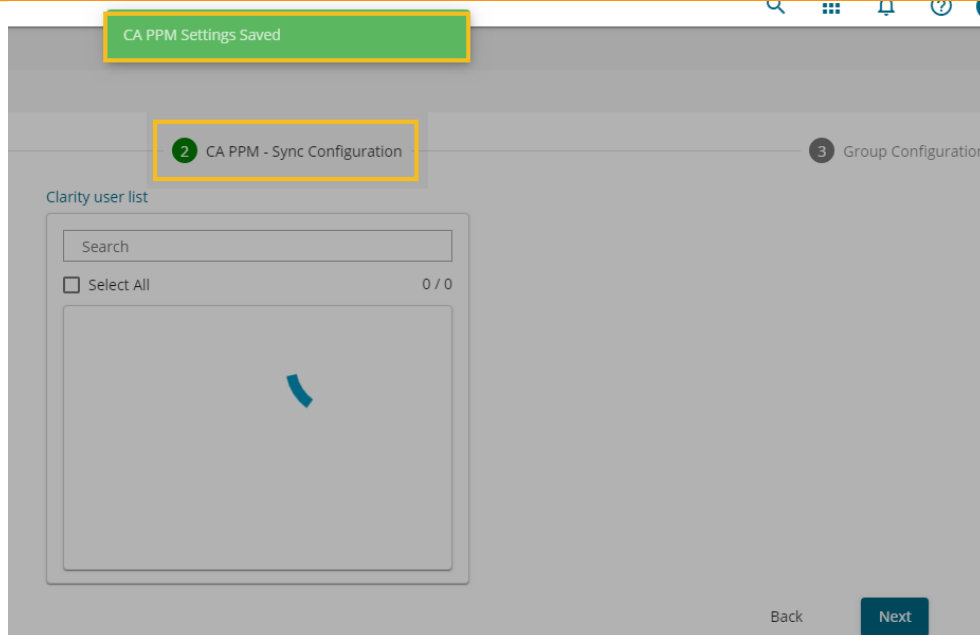 CA PPM Settings Saved
2 CA PPM - Sync Configuration
3 Group Configuration
Clarity user list
Search
Select All 0 / 0
Back Next